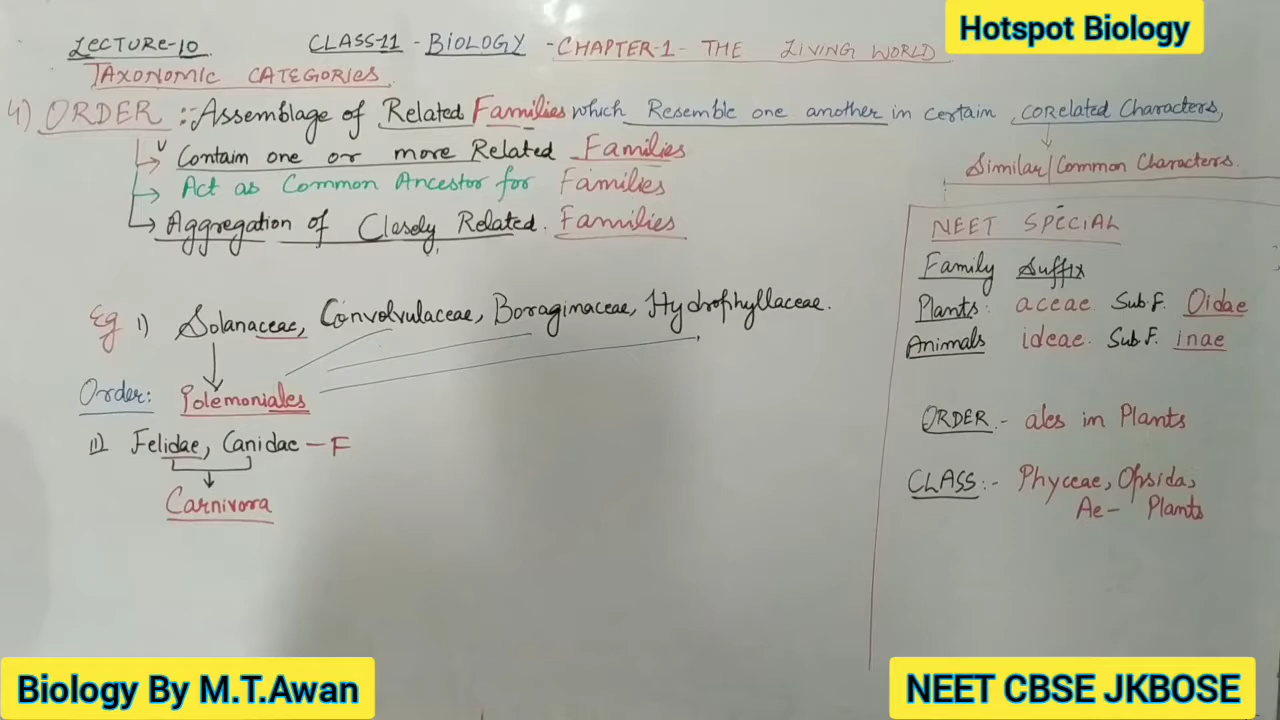 Hotspot Biology
LECTURE-10. CLASS-11 - BIOLOGY - CHAPTER-1 - THE LIVING WORLD
TAXONOMIC CATEGORIES
4) ORDER :- Assemblage of Related Families which Resemble one another in certain corelated Characters,
Contain one or more Related Families
Similar/Common Characters.
Act as Common Ancestor for Families
Aggregation of Closely Related. Families
NEET SPECIAL
Family Suffix
Plants: aceae Sub.F. Oidae
Animals ideae. Sub.F. inae
Eg i) Solanaceae, Convolvulaceae, Boraginaceae, Hydrophyllaceae.
Order: Polemoniales
ii) Felidae, Canidae - F
Carnivora
ORDER.- ales in Plants
CLASS:- Phyceae, Opsida,
Ae- Plants
Biology By M.T.Awan
NEET CBSE JKBOSE